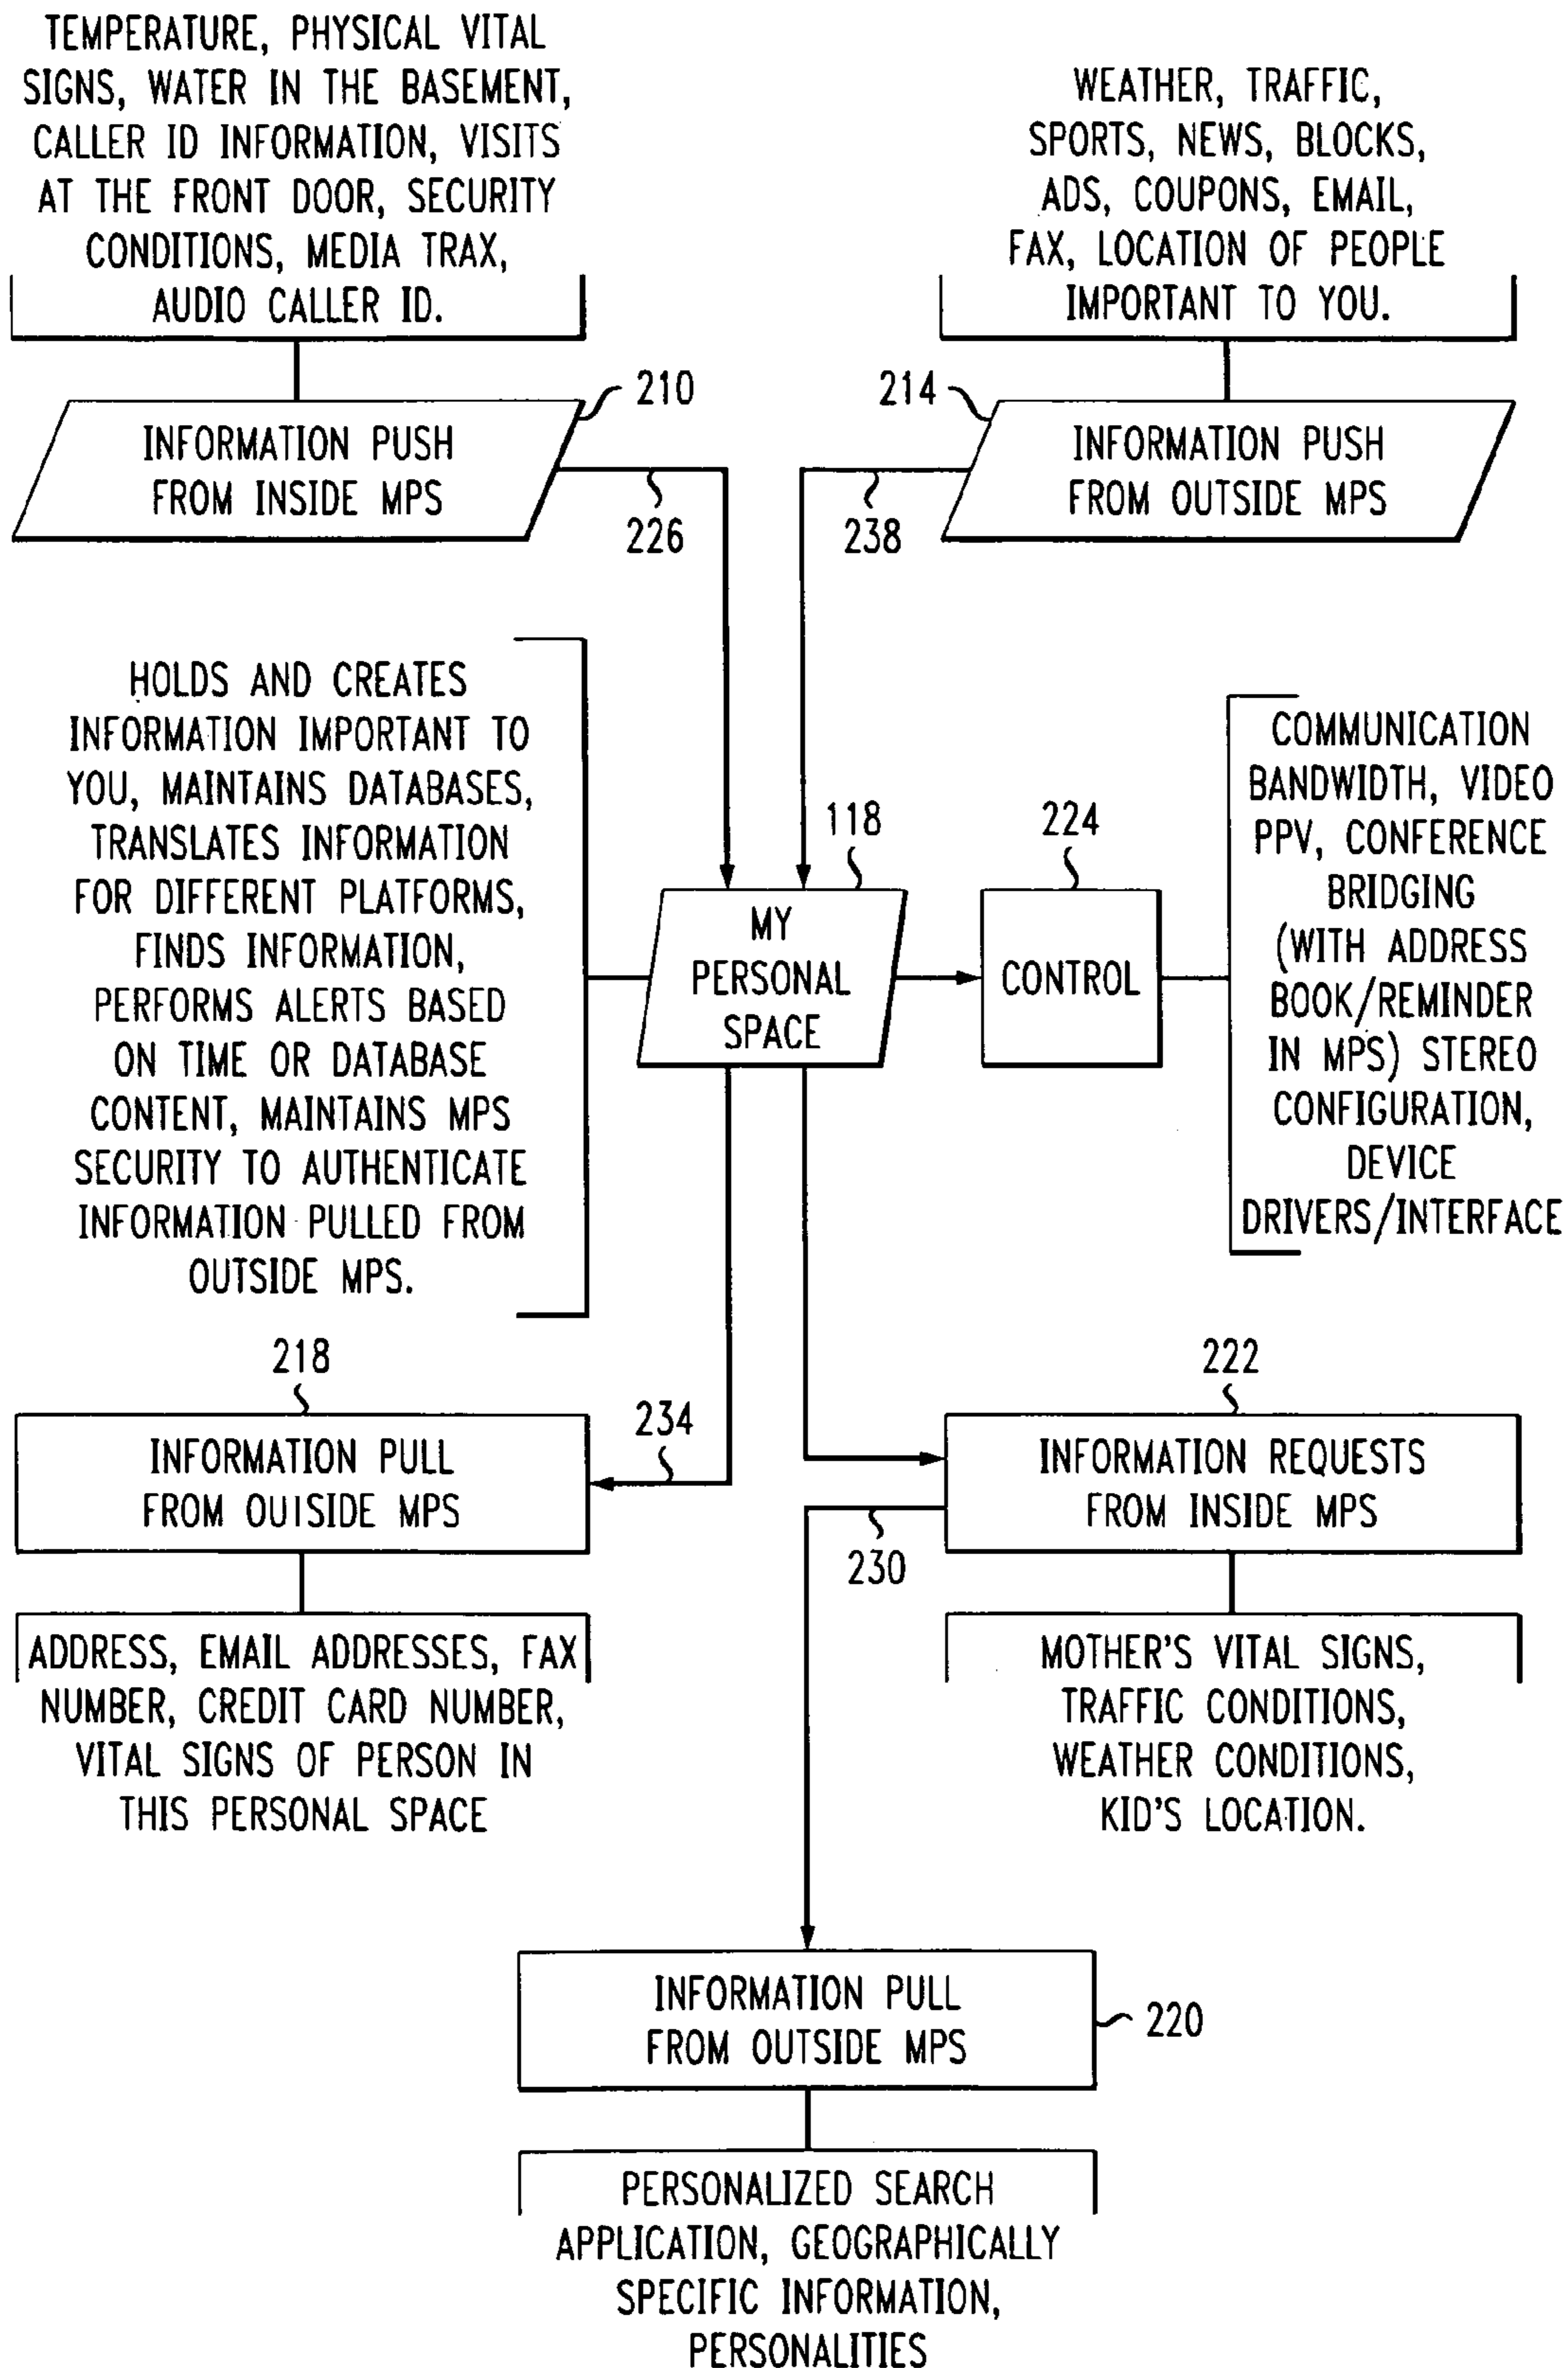 TEMPERATURE, PHYSICAL VITAL
SIGNS, WATER IN THE BASEMENT,
CALLER ID INFORMATION, VISITS
AT THE FRONT DOOR, SECURITY
CONDITIONS, MEDIA TRAX,
AUDIO CALLER ID.
WEATHER, TRAFFIC,
SPORTS, NEWS, BLOCKS,
ADS, COUPONS, EMAIL,
FAX, LOCATION OF PEOPLE
IMPORTANT TO YOU.
210
INFORMATION PUSH
FROM INSIDE MPS
226
214
INFORMATION PUSH
FROM OUTSIDE MPS
238
HOLDS AND CREATES
INFORMATION IMPORTANT TO
YOU, MAINTAINS DATABASES,
TRANSLATES INFORMATION
FOR DIFFERENT PLATFORMS,
FINDS INFORMATION,
PERFORMS ALERTS BASED
ON TIME OR DATABASE
CONTENT, MAINTAINS MPS
SECURITY TO AUTHENTICATE
INFORMATION PULLED FROM
OUTSIDE MPS.
118
MY
PERSONAL
SPACE
224
CONTROL
COMMUNICATION
BANDWIDTH, VIDEO
PPV, CONFERENCE
BRIDGING
(WITH ADDRESS
BOOK/REMINDER
IN MPS) STEREO
CONFIGURATION,
DEVICE
DRIVERS/INTERFACE
218
INFORMATION PULL
FROM OUTSIDE MPS
234
ADDRESS, EMAIL ADDRESSES, FAX
NUMBER, CREDIT CARD NUMBER,
VITAL SIGNS OF PERSON IN
THIS PERSONAL SPACE
222
INFORMATION REQUESTS
FROM INSIDE MPS
230
MOTHER'S VITAL SIGNS,
TRAFFIC CONDITIONS,
WEATHER CONDITIONS,
KID'S LOCATION.
INFORMATION PULL
FROM OUTSIDE MPS
220
PERSONALIZED SEARCH
APPLICATION, GEOGRAPHICALLY
SPECIFIC INFORMATION,
PERSONALITIES